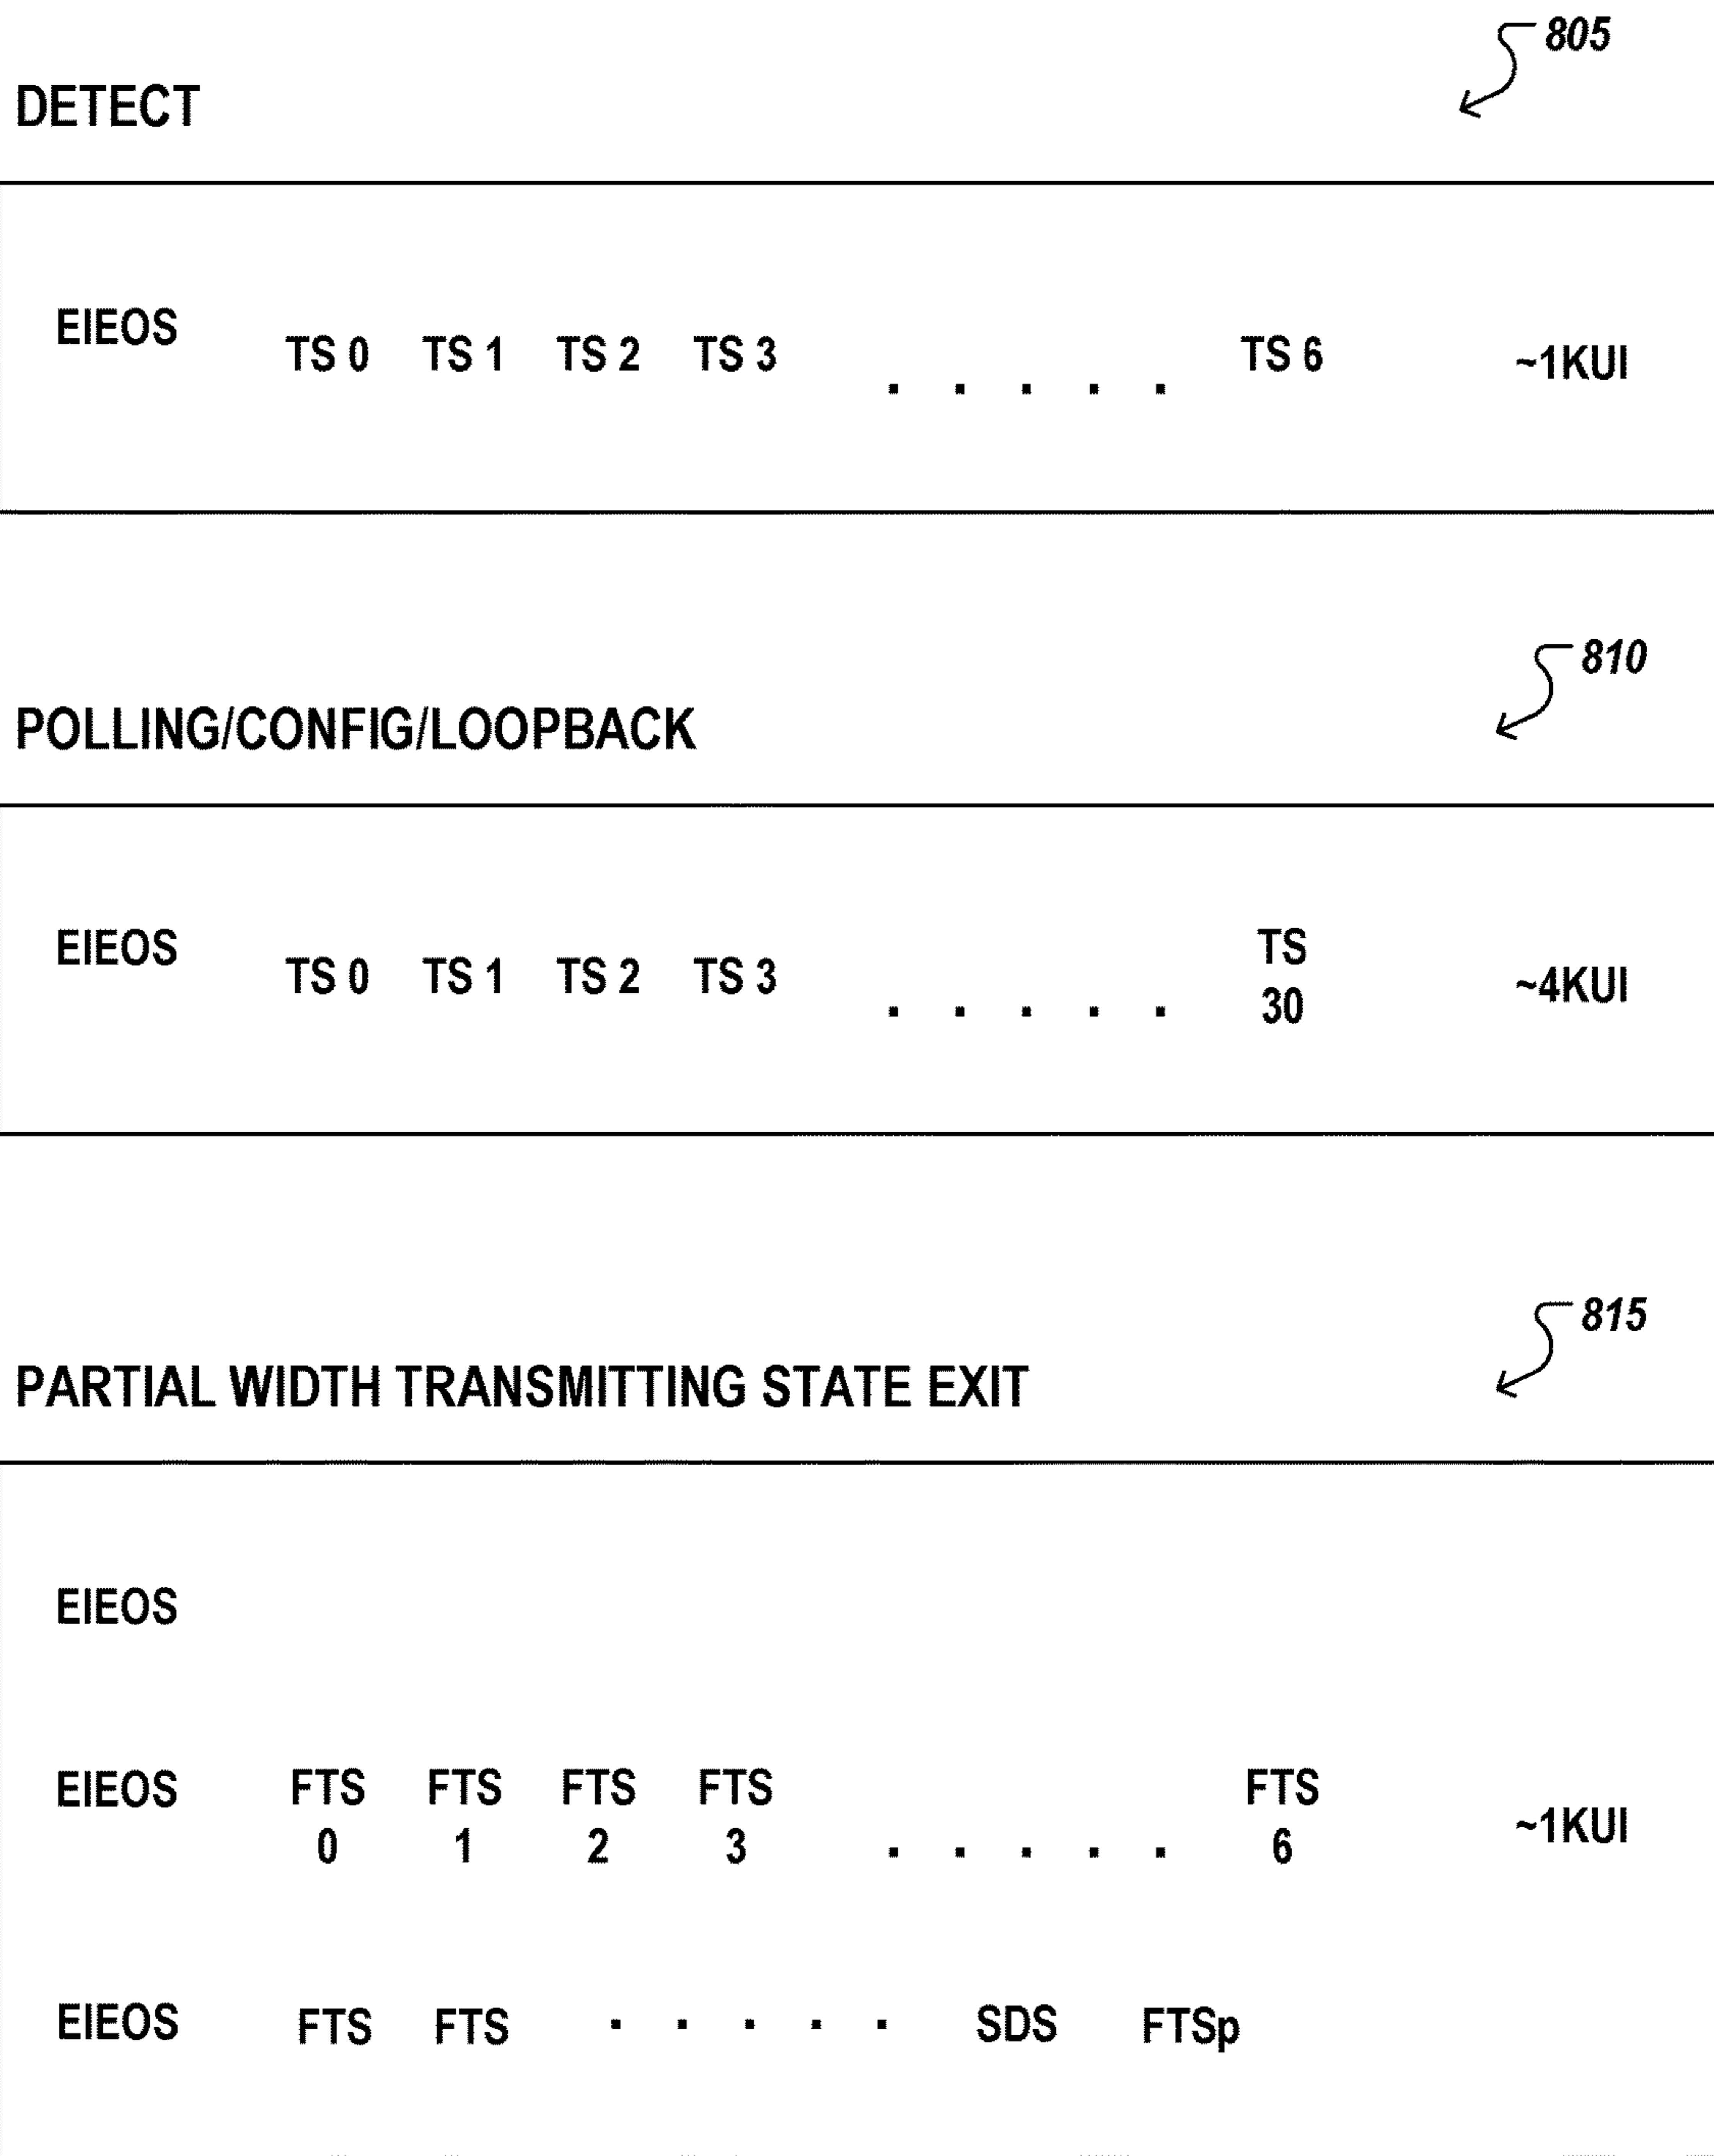 805
DETECT
EIEOS TS 0 TS 1 TS 2 TS 3 . . . . . TS 6 ~1KUI
810
POLLING/CONFIG/LOOPBACK
EIEOS TS 0 TS 1 TS 2 TS 3 . . . . . TS 30 ~4KUI
815
PARTIAL WIDTH TRANSMITTING STATE EXIT
EIEOS
EIEOS FTS 0 FTS 1 FTS 2 FTS 3 . . . . . FTS 6 ~1KUI
EIEOS FTS FTS . . . . . SDS FTSp